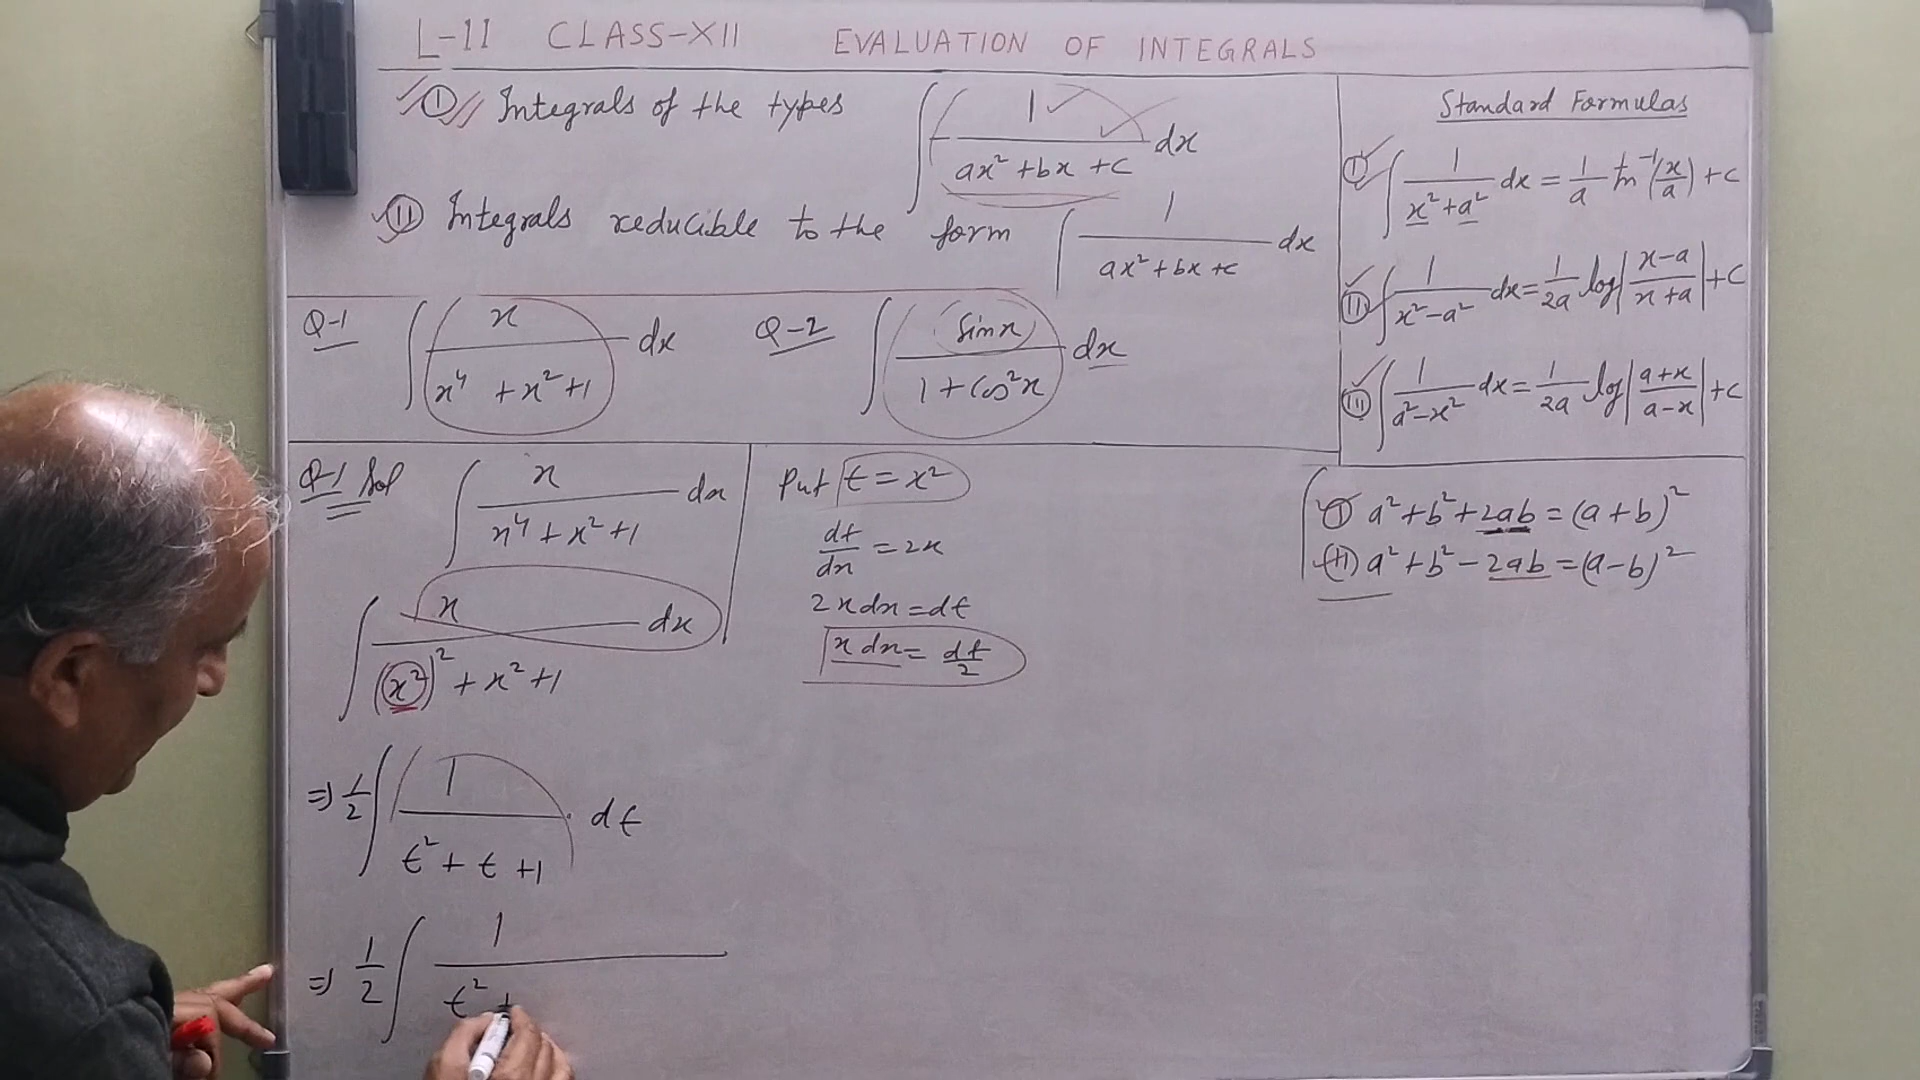 L-11 CLASS-XII EVALUATION OF INTEGRALS
① Integrals of the types ∫ 1/(ax² + bx + c) dx
② Integrals reducible to the form ∫ 1/(ax² + bx + c) dx
Q-1 ∫ x/(x⁴ + x² + 1) dx Q-2 ∫ sinx/(1 + Cos²x) dx
Standard Formulas
Ⓘ ∫ 1/(x² + a²) dx = 1/a tan⁻¹(x/a) + c
Ⓘⓘ ∫ 1/(x² - a²) dx = 1/2a log|(x-a)/(x+a)| + c
Ⓘⓘⓘ ∫ 1/(a² - x²) dx = 1/2a log|(a+x)/(a-x)| + c
Q-1 Sol ∫ x/(x⁴ + x² + 1) dx
∫ x/((x²)² + x² + 1) dx
⇒ 1/2 ∫ 1/(t² + t + 1) dt
⇒ 1/2 ∫ 1/(t² +
Put t = x²
dt/dx = 2x
2x dx = dt
x dx = dt/2
(I) a² + b² + 2ab = (a + b)²
(II) a² + b² - 2ab = (a - b)²